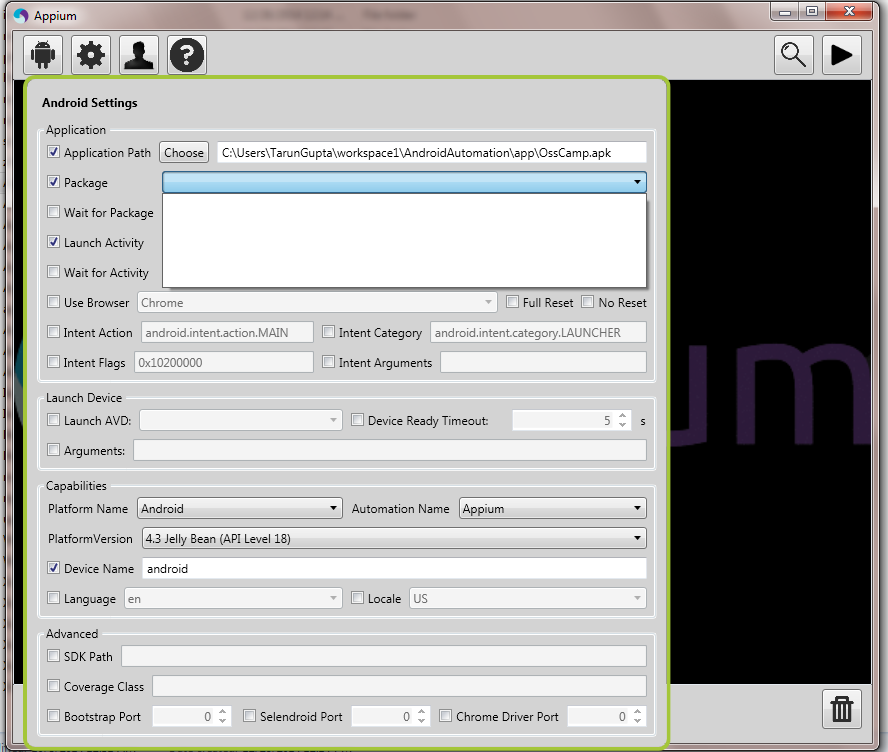 Appium
Android Settings
Application
Application Path Choose C:\Users\TarunGupta\workspace1\AndroidAutomation\app\OssCamp.apk
Package
Wait for Package
Launch Activity
Wait for Activity
Use Browser Chrome Full Reset No Reset
Intent Action android.intent.action.MAIN Intent Category android.intent.category.LAUNCHER
Intent Flags 0x10200000 Intent Arguments
um
Launch Device
Launch AVD: Device Ready Timeout: 5 s
Arguments:
Capabilities
Platform Name Android Automation Name Appium
PlatformVersion 4.3 Jelly Bean (API Level 18)
Device Name android
Language en Locale US
Advanced
SDK Path
Coverage Class
Bootstrap Port 0 Selendroid Port 0 Chrome Driver Port 0